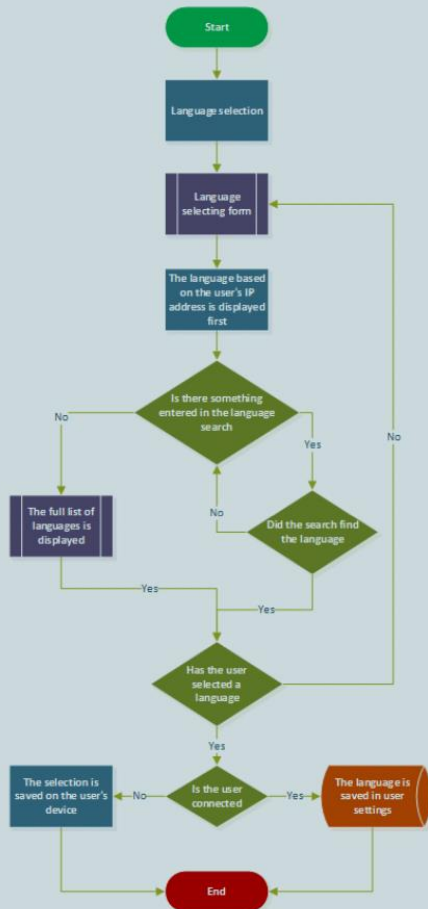 Start
Language selection
Language
selecting form
The language based
on the user's IP
address is displayed
first
Is there something
entered in the language
search
No
Yes
No
No
The full list of
languages is
displayed
Did the search find
the language
Yes
Yes
Has the user
selected a
language
Yes
The selection is
saved on the user's
device
No
Is the user
connected
Yes
The language is
saved in user
settings
End